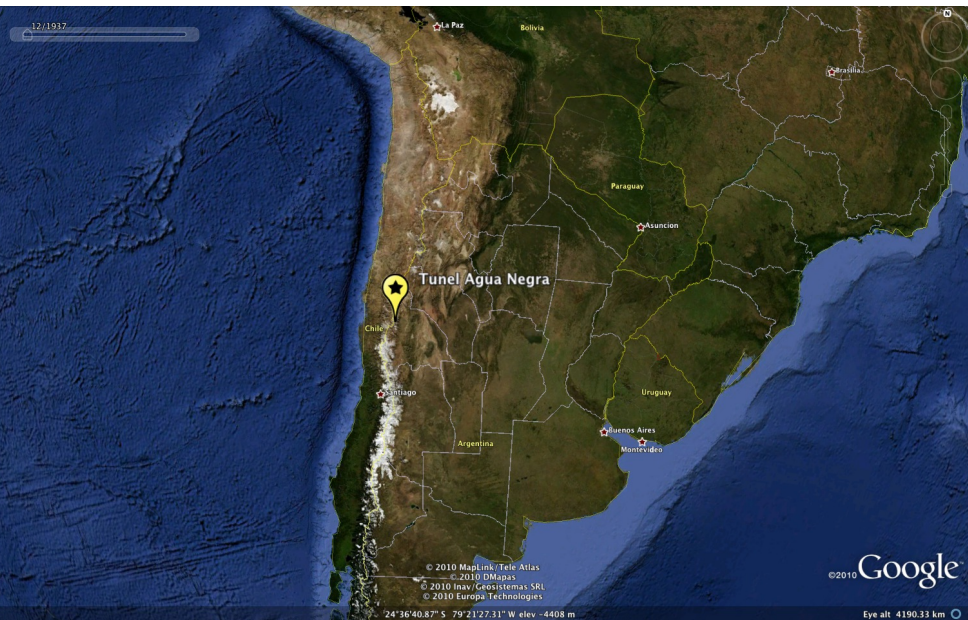 12/1937
N
La Paz
Bolivia
Brasilia
Paraguay
Asuncion
Tunel Agua Negra
Chile
Santiago
Uruguay
Buenos Aires
Montevideo
Argentina
© 2010 MapLink/Tele Atlas
© 2010 DMapas
© 2010 Inav/Geosistemas SRL
© 2010 Europa Technologies
©2010 Google
24°36'40.87" S 79°21'27.31" W elev -4408 m
Eye alt 4190.33 km